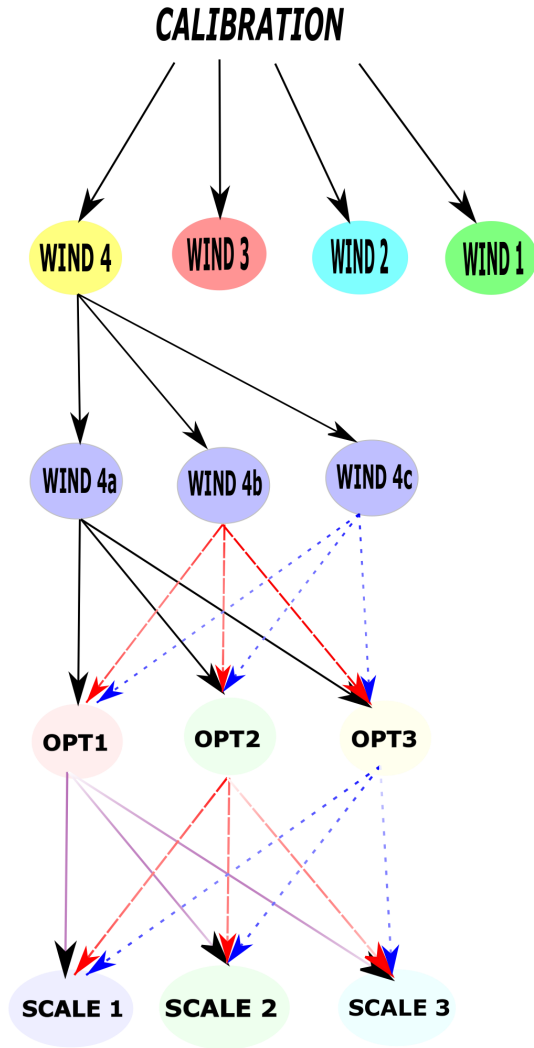 CALIBRATION
WIND 4
WIND 3
WIND 2
WIND 1
WIND 4a
WIND 4b
WIND 4c
OPT1
OPT2
OPT3
SCALE 1
SCALE 2
SCALE 3